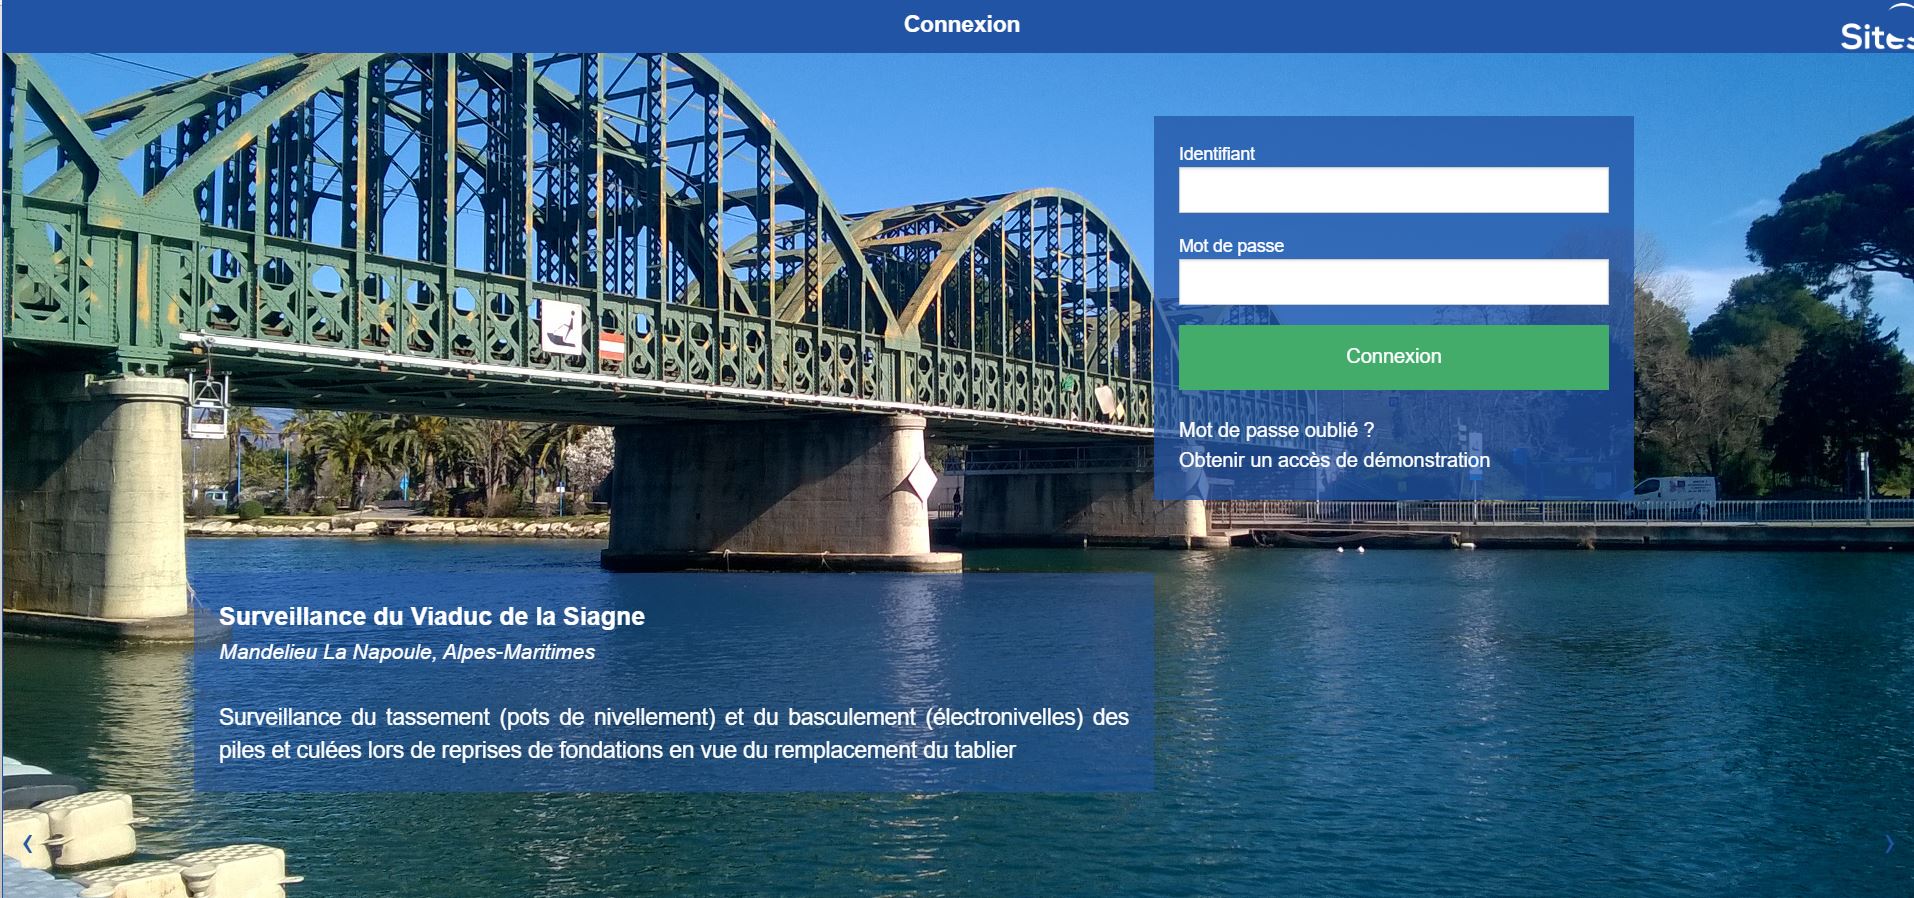 Connexion
Sites
Identifiant
Mot de passe
Connexion
Mot de passe oublié ?
Obtenir un accès de démonstration
Surveillance du Viaduc de la Siagne
Mandelieu La Napoule, Alpes-Maritimes
Surveillance du tassement (pots de nivellement) et du basculement (électronivelles) des
piles et culées lors de reprises de fondations en vue du remplacement du tablier